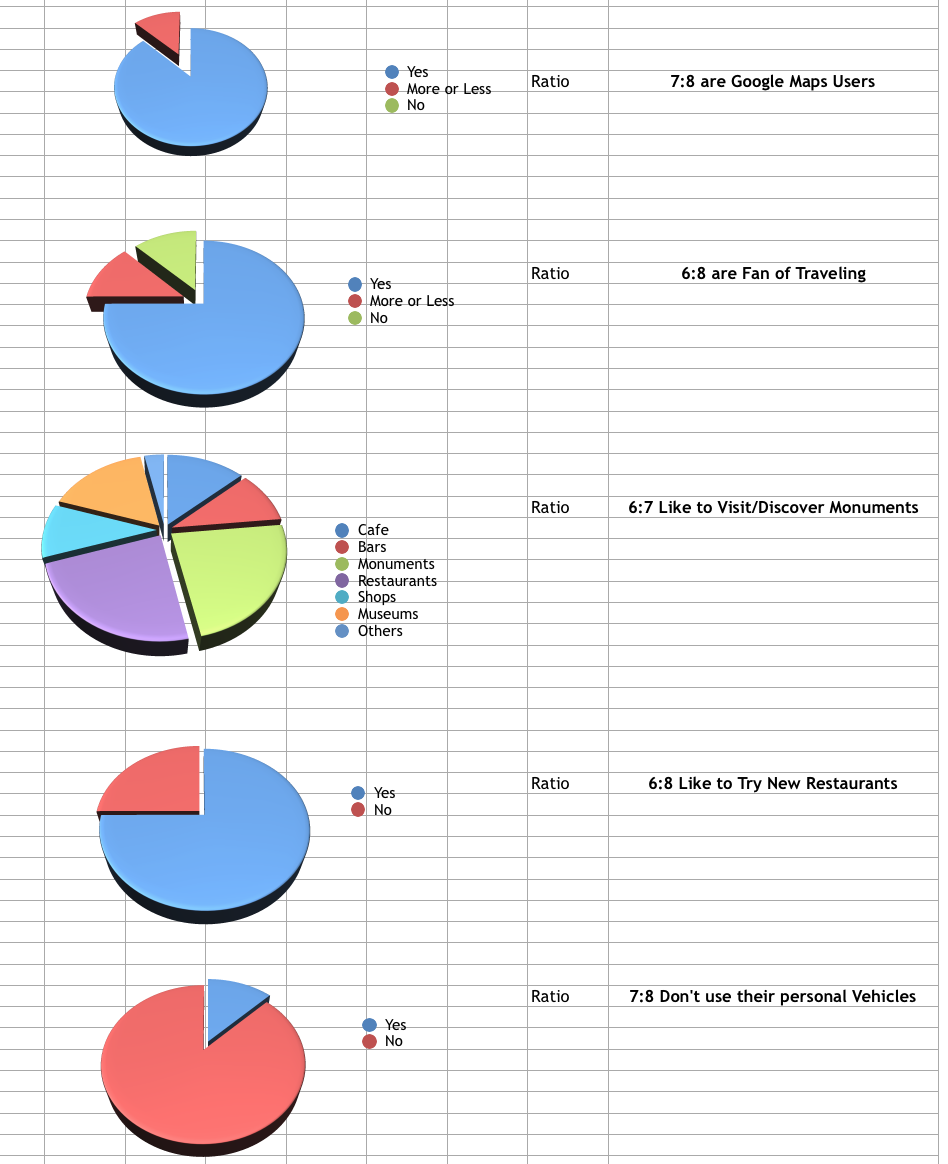 Yes
More or Less
No
Ratio
7:8 are Google Maps Users
Yes
More or Less
No
Ratio
6:8 are Fan of Traveling
Cafe
Bars
Monuments
Restaurants
Shops
Museums
Others
Ratio
6:7 Like to Visit/Discover Monuments
Yes
No
Ratio
6:8 Like to Try New Restaurants
Yes
No
Ratio
7:8 Don't use their personal Vehicles